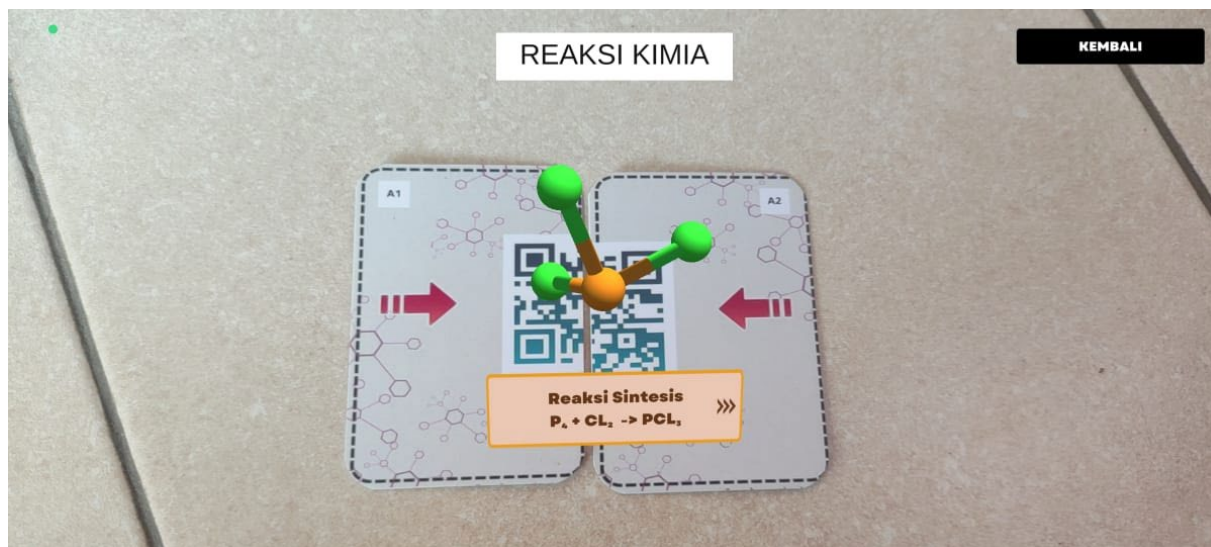 REAKSI KIMIA
KEMBALI
A1
A2
Reaksi Sintesis
P₄ + CL₂ -> PCL₃